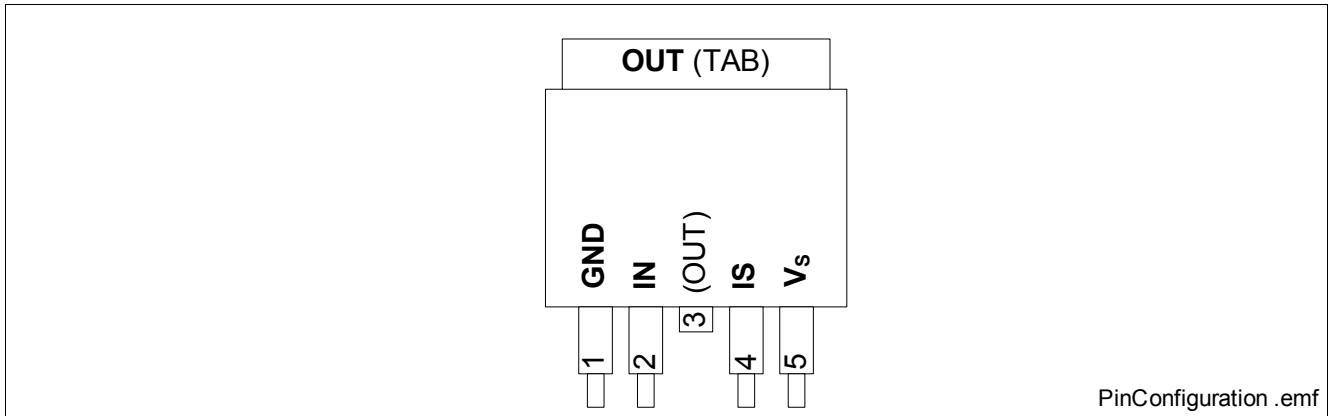 OUT (TAB)
GND
IN
(OUT)
IS
Vs
1
2
3
4
5
PinConfiguration .emf